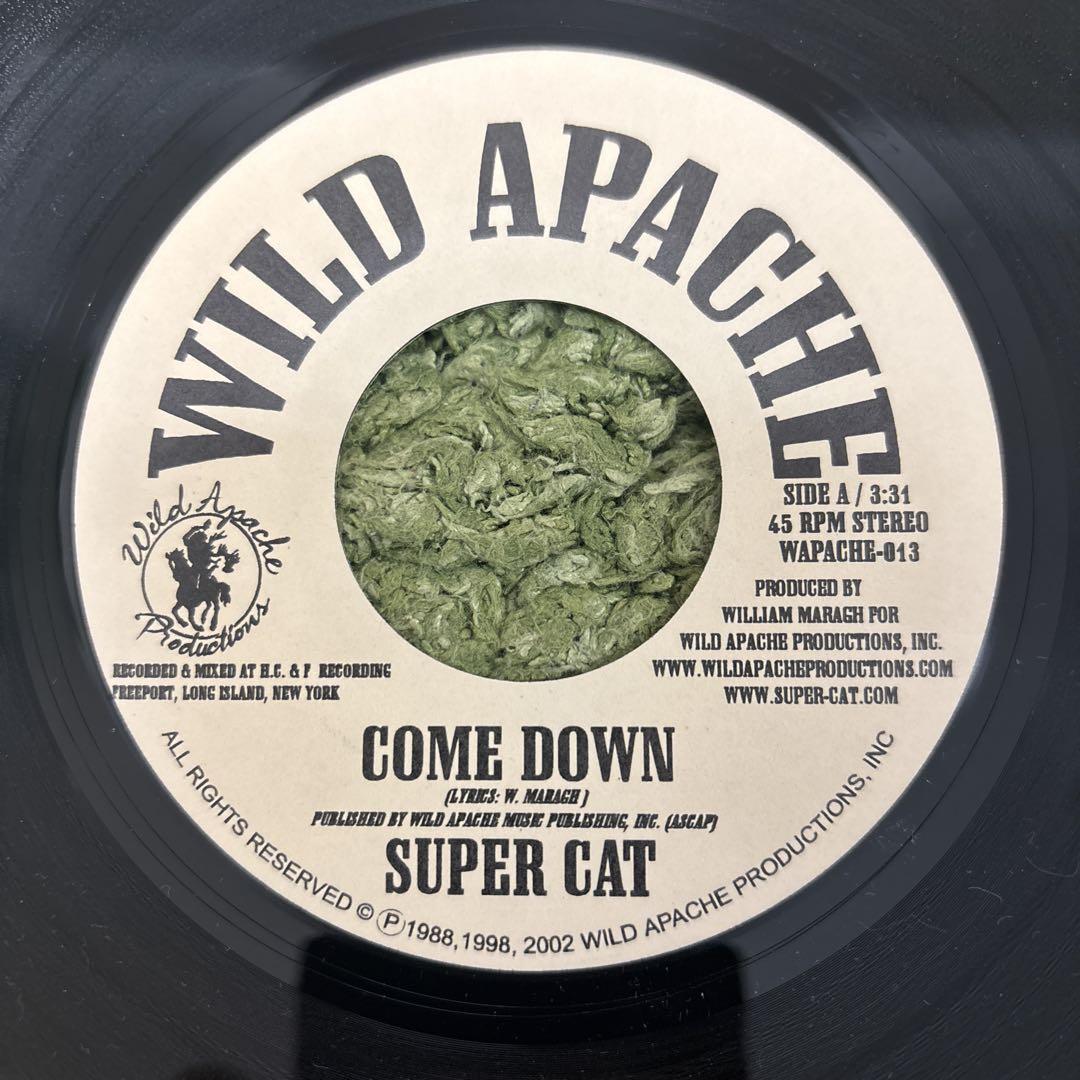 WILD APACHE
SIDE A / 3:31
45 RPM STEREO
WAPACHE-013
PRODUCED BY
WILLIAM MARAGH FOR
WILD APACHE PRODUCTIONS, INC.
WWW.WILDAPACHEPRODUCTIONS.COM
WWW.SUPER-CAT.COM
Wild Apache
Productions
RECORDED & MIXED AT H.C. & F RECORDING
FREEPORT, LONG ISLAND, NEW YORK
COME DOWN
(LYRICS: W. MARAGH )
PUBLISHED BY WILD APACHE MUSIC PUBLISHING, INC. (ASCAP)
SUPER CAT
ALL RIGHTS RESERVED © Ⓟ 1988,1998, 2002 WILD APACHE PRODUCTIONS, INC